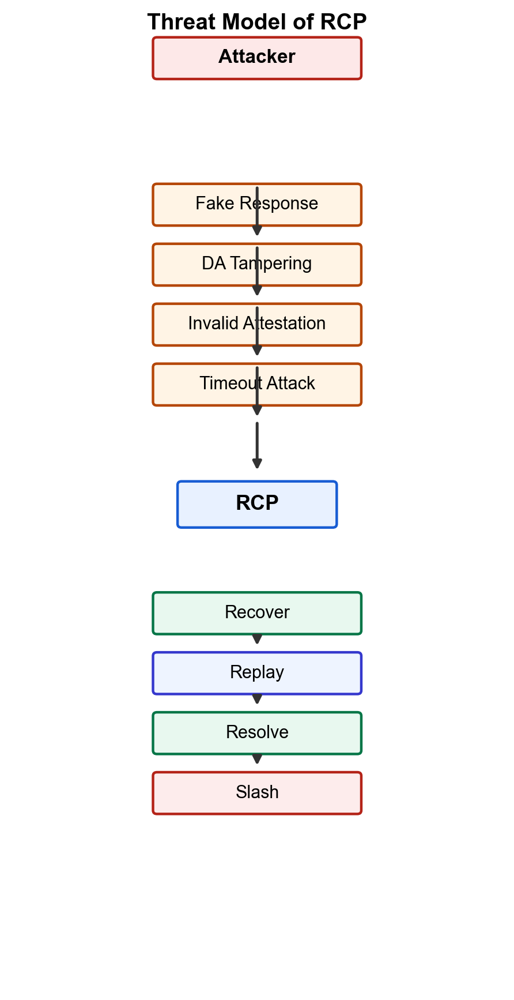 Threat Model of RCP
Attacker
Fake Response
DA Tampering
Invalid Attestation
Timeout Attack
RCP
Recover
Replay
Resolve
Slash